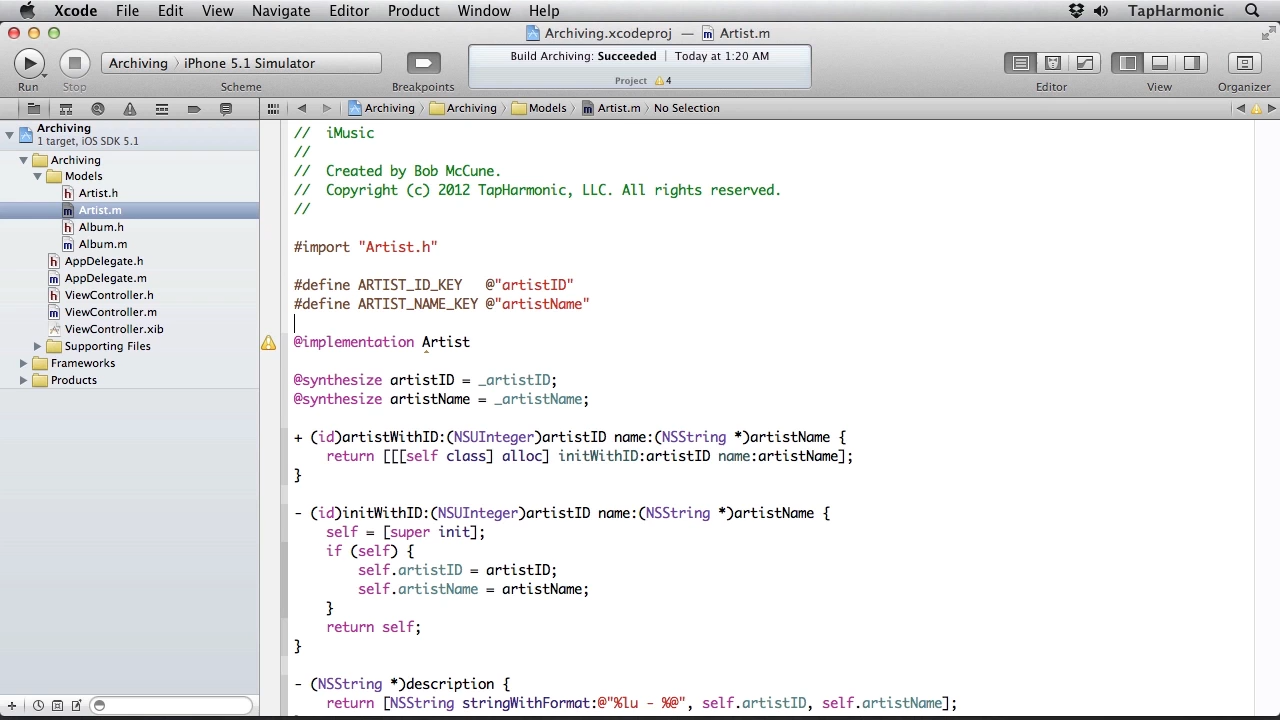 Xcode File Edit View Navigate Editor Product Window Help TapHarmonic
Archiving.xcodeproj — Artist.m
Run Stop
Archiving iPhone 5.1 Simulator
Scheme
Breakpoints
Build Archiving: Succeeded Today at 1:20 AM
Project 4
Editor View Organizer
Archiving Archiving Models Artist.m No Selection
Archiving
1 target, iOS SDK 5.1
Archiving
Models
h Artist.h
m Artist.m
h Album.h
m Album.m
h AppDelegate.h
m AppDelegate.m
h ViewController.h
m ViewController.m
ViewController.xib
Supporting Files
Frameworks
Products
//  iMusic
//
//  Created by Bob McCune.
//  Copyright (c) 2012 TapHarmonic, LLC. All rights reserved.
//
#import "Artist.h"
#define ARTIST_ID_KEY   @"artistID"
#define ARTIST_NAME_KEY @"artistName"
@implementation Artist
@synthesize artistID = _artistID;
@synthesize artistName = _artistName;
+ (id)artistWithID:(NSUInteger)artistID name:(NSString *)artistName {
    return [[[self class] alloc] initWithID:artistID name:artistName];
}
- (id)initWithID:(NSUInteger)artistID name:(NSString *)artistName {
    self = [super init];
    if (self) {
        self.artistID = artistID;
        self.artistName = artistName;
    }
    return self;
}
- (NSString *)description {
    return [NSString stringWithFormat:@"%lu - %@", self.artistID, self.artistName];